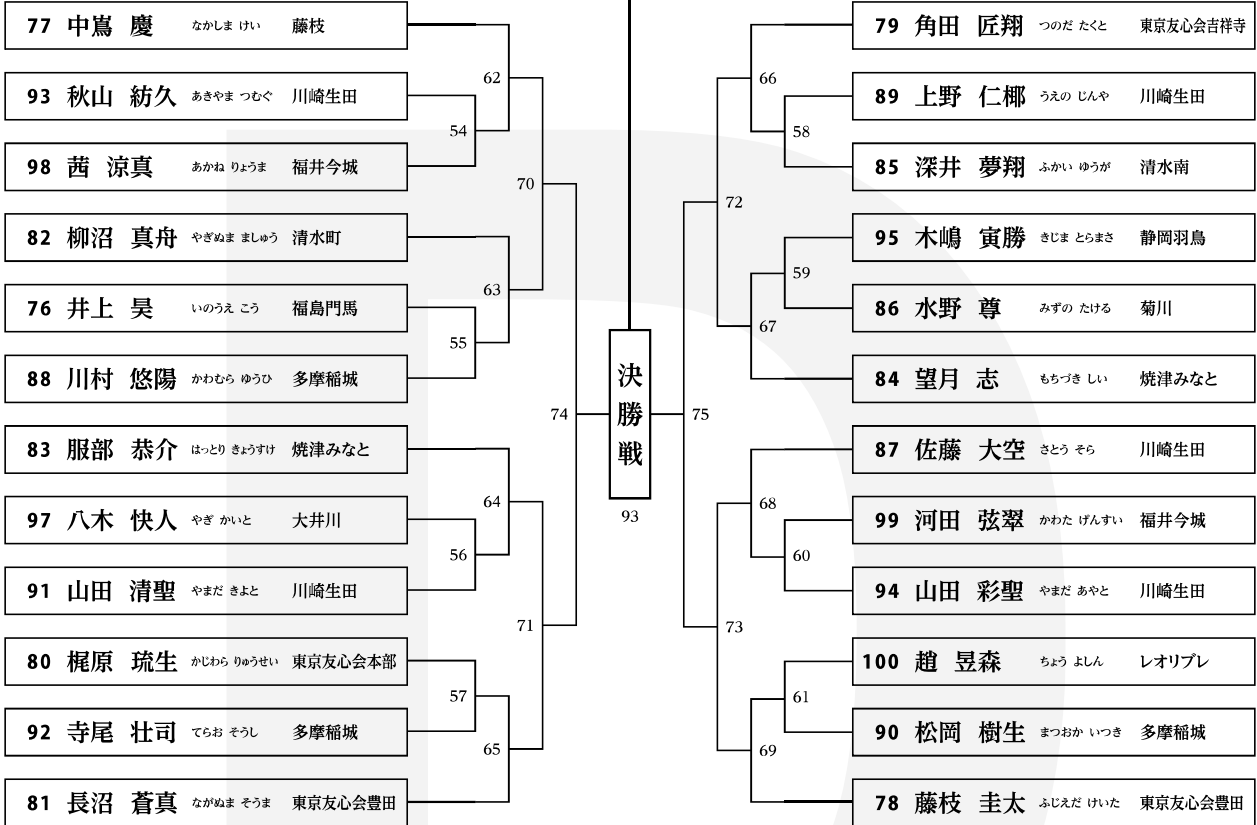 77 中嶌 慶 なかしま けい 藤枝
93 秋山 紡久 あきやま つむぐ 川崎生田
98 茜 涼真 あかね りょうま 福井今城
82 柳沼 真舟 やぎぬま ましゅう 清水町
76 井上 昊 いのうえ こう 福島門馬
88 川村 悠陽 かわむら ゆうひ 多摩稲城
83 服部 恭介 はっとり きょうすけ 焼津みなと
97 八木 快人 やぎ かいと 大井川
91 山田 清聖 やまだ きよと 川崎生田
80 梶原 琉生 かじわら りゅうせい 東京友心会本部
92 寺尾 壮司 てらお そうし 多摩稲城
81 長沼 蒼真 ながぬま そうま 東京友心会豊田
62
54
70
63
55
74
64
56
71
57
65
決勝戦
93
66
58
72
59
67
75
68
60
73
61
69
79 角田 匠翔 つのだ たくと 東京友心会吉祥寺
89 上野 仁椰 うえの じんや 川崎生田
85 深井 夢翔 ふかい ゆうが 清水南
95 木嶋 寅勝 きじま とらまさ 静岡羽鳥
86 水野 尊 みずの たける 菊川
84 望月 志 もちづき しい 焼津みなと
87 佐藤 大空 さとう そら 川崎生田
99 河田 弦翠 かわた げんすい 福井今城
94 山田 彩聖 やまだ あやと 川崎生田
100 趙 昱森 ちょう よしん レオリブレ
90 松岡 樹生 まつおか いつき 多摩稲城
78 藤枝 圭太 ふじえだ けいた 東京友心会豊田